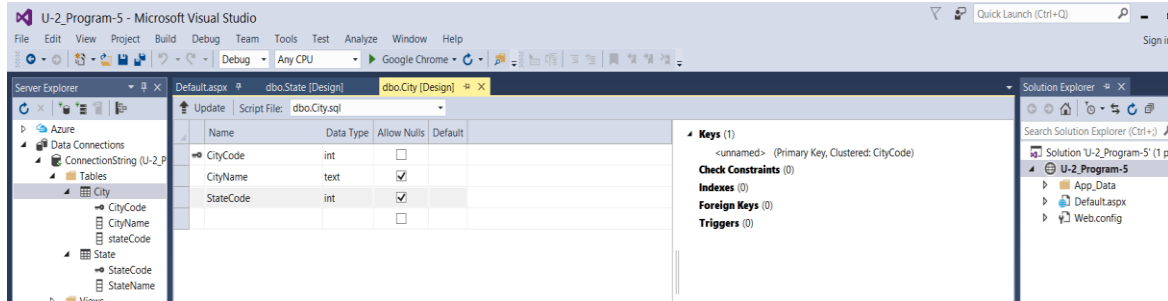 U-2_Program-5 - Microsoft Visual Studio
Quick Launch (Ctrl+Q)
File Edit View Project Build Debug Team Tools Test Analyze Window Help
Sign i
Debug Any CPU Google Chrome
Server Explorer
Default.aspx dbo.State [Design] dbo.City [Design]
Solution Explorer
Update Script File: dbo.City.sql
Azure
Data Connections
ConnectionString (U-2_P
Tables
City
CityCode
CityName
stateCode
State
StateCode
StateName
Views
Name Data Type Allow Nulls Default
CityCode int
CityName text
StateCode int
Keys (1)
<unnamed> (Primary Key, Clustered: CityCode)
Check Constraints (0)
Indexes (0)
Foreign Keys (0)
Triggers (0)
Search Solution Explorer (Ctrl+;)
Solution 'U-2_Program-5' (1 p
U-2_Program-5
App_Data
Default.aspx
Web.config